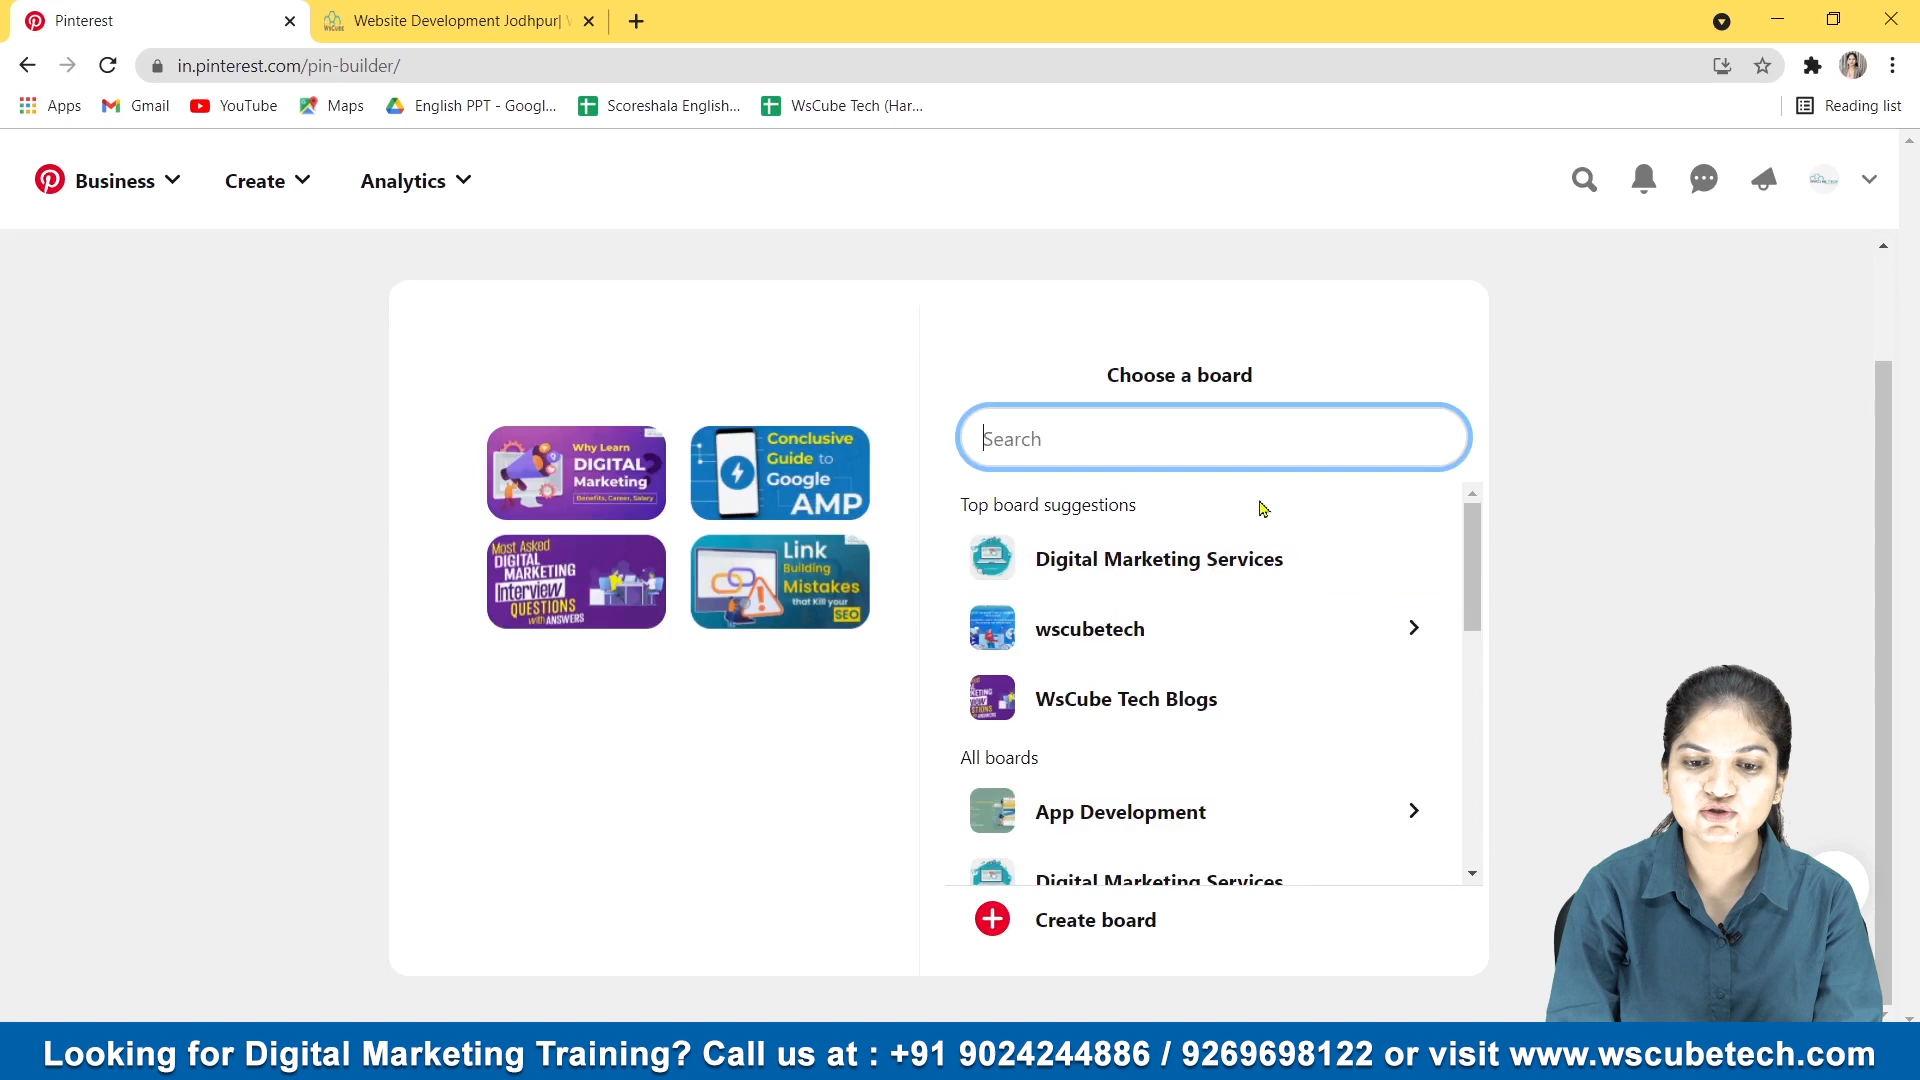 Pinterest
Website Development Jodhpur|
in.pinterest.com/pin-builder/
Apps
Gmail
YouTube
Maps
English PPT - Googl...
Scoreshala English...
WsCube Tech (Har...
Reading list
Business
Create
Analytics
Why Learn
DIGITAL
Marketing
Benefits, Career, Salary
Conclusive
Guide to
Google
AMP
Most Asked
DIGITAL
MARKETING
Interview
QUESTIONS
with ANSWERS
Link
Building
Mistakes
that Kill your
SEO
Choose a board
Search
Top board suggestions
Digital Marketing Services
wscubetech
WsCube Tech Blogs
All boards
App Development
Digital Marketing Services
Create board
Looking for Digital Marketing Training? Call us at : +91 9024244886 / 9269698122 or visit www.wscubetech.com